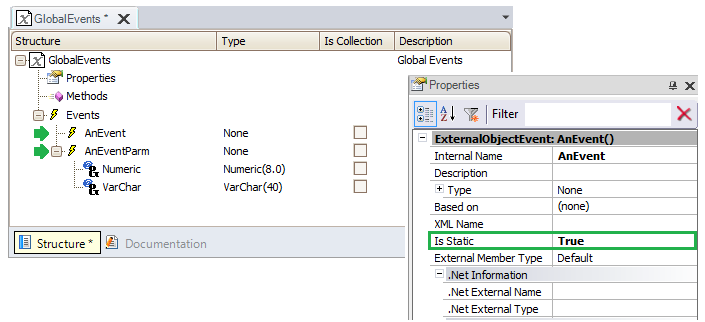 GlobalEvents *
Structure Type Is Collection Description
GlobalEvents Global Events
Properties
Methods
Events
AnEvent None
AnEventParm None
Numeric Numeric(8.0)
VarChar VarChar(40)
Structure * Documentation
Properties
Filter
ExternalObjectEvent: AnEvent()
Internal Name AnEvent
Description
Type None
Based on (none)
XML Name
Is Static True
External Member Type Default
.Net Information
.Net External Name
.Net External Type